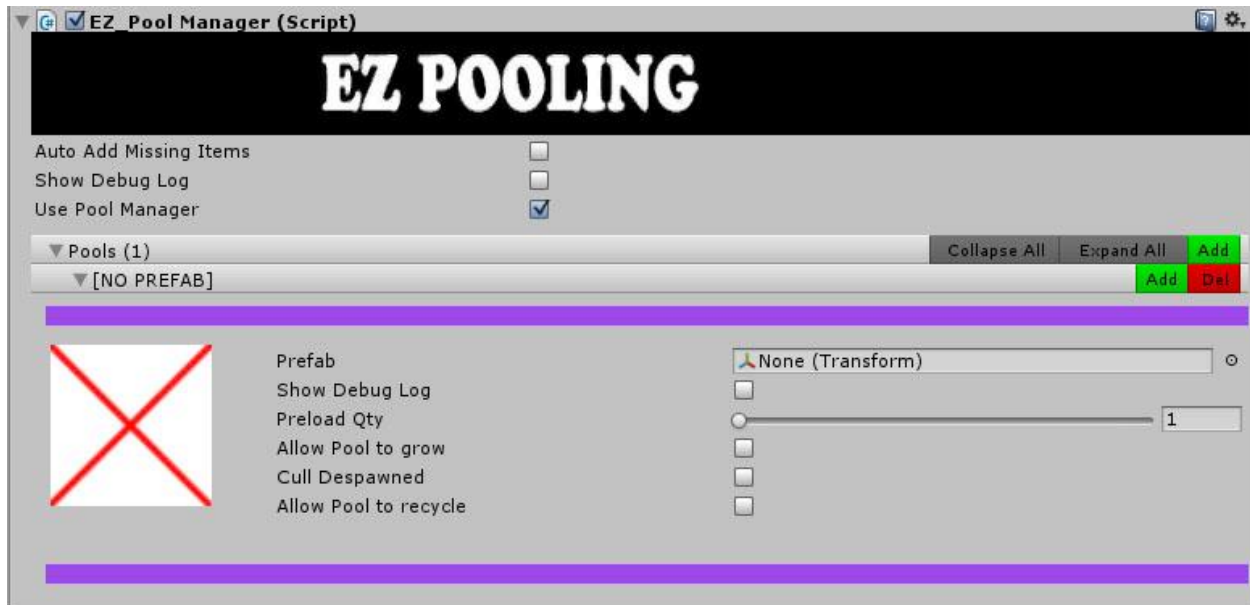 EZ_Pool Manager (Script)
EZ POOLING
Auto Add Missing Items
Show Debug Log
Use Pool Manager
Pools (1) Collapse All Expand All Add
[NO PREFAB] Add Del
Prefab None (Transform)
Show Debug Log
Preload Qty 1
Allow Pool to grow
Cull Despawned
Allow Pool to recycle